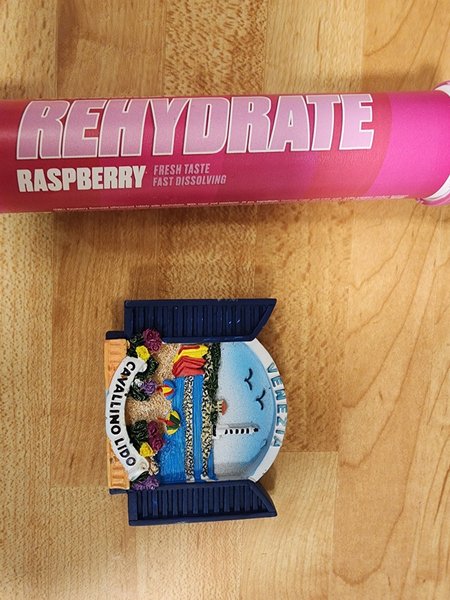 REHYDRATE
RASPBERRY
FRESH TASTE
FAST DISSOLVING
VENEZIA
CAVALLINO LIDO